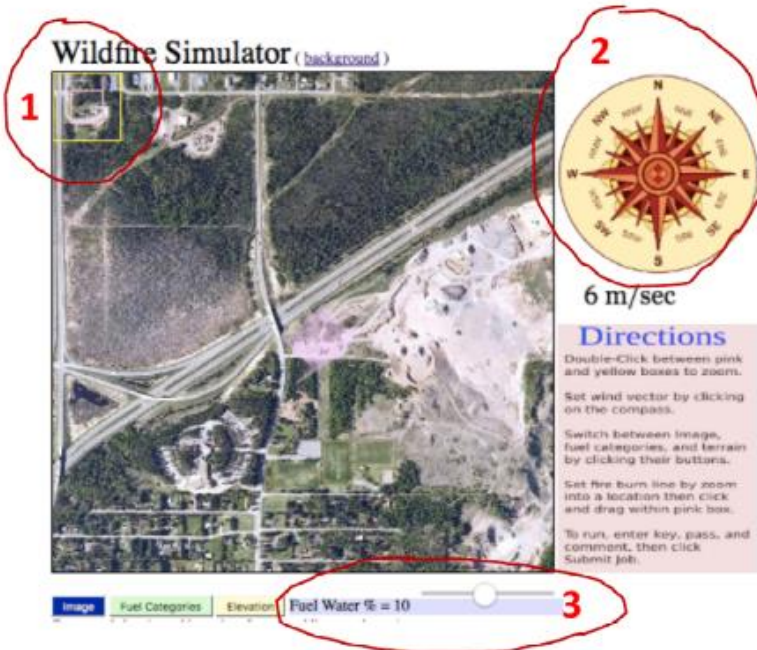 Wildfire Simulator ( background )
1
2
N
NW
NE
W
E
SW
SE
S
6 m/sec
Directions
Double-Click between pink
and yellow boxes to zoom.
Set wind vector by clicking
on the compass.
Switch between Image,
fuel categories, and terrain
by clicking their buttons.
Set fire burn line by zoom
into a location then click
and drag within pink box.
To run, enter key, pass, and
comment, then click
Submit Job.
Image
Fuel Categories
Elevation
Fuel Water % = 10
3